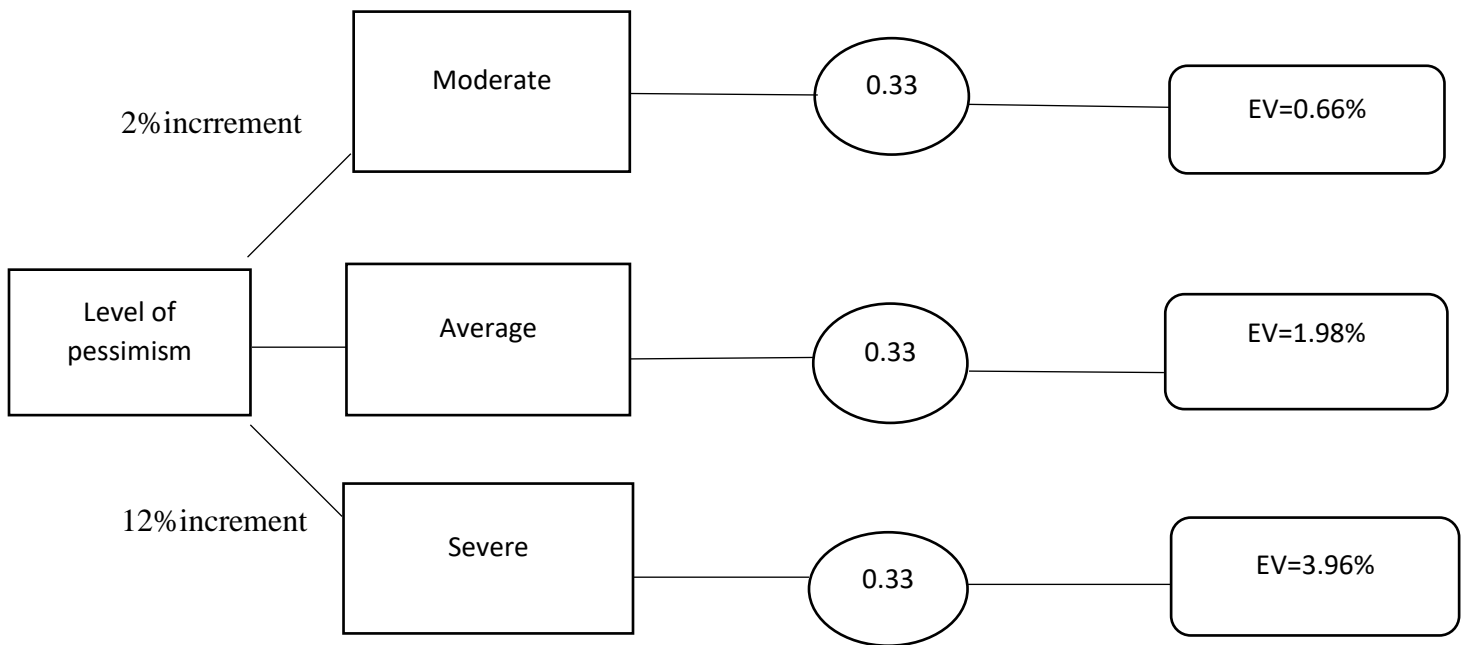 Moderate
0.33
EV=0.66%
2%incrrement
Level of
pessimism
Average
0.33
EV=1.98%
12%increment
Severe
0.33
EV=3.96%